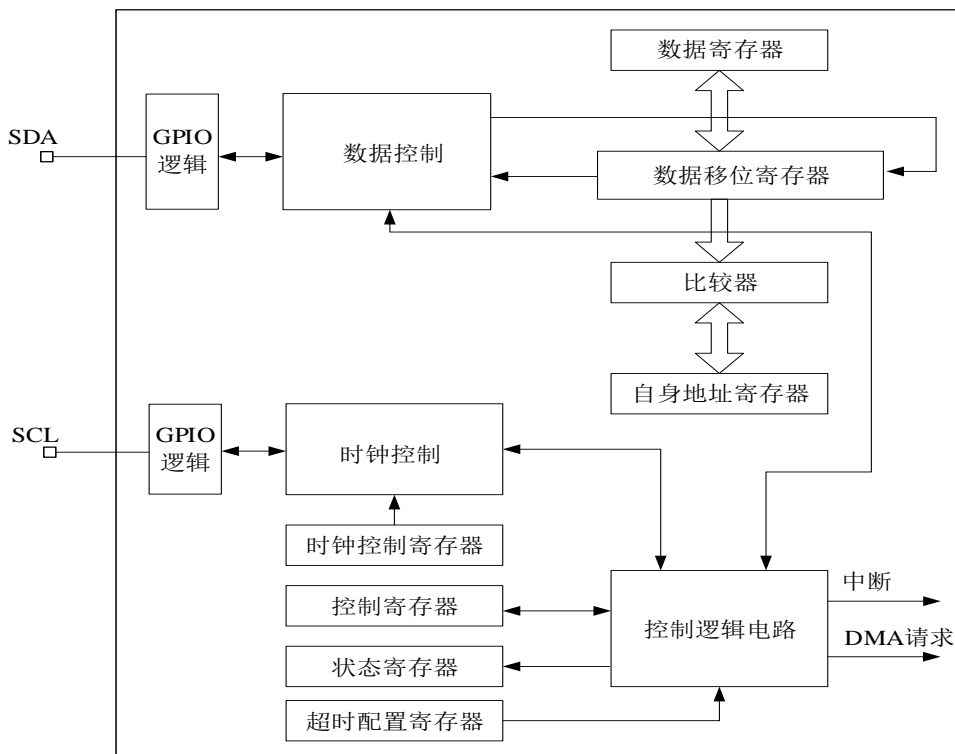 数据寄存器
SDA
GPIO
逻辑
数据控制
数据移位寄存器
比较器
自身地址寄存器
SCL
GPIO
逻辑
时钟控制
时钟控制寄存器
控制寄存器
控制逻辑电路
中断
DMA请求
状态寄存器
超时配置寄存器